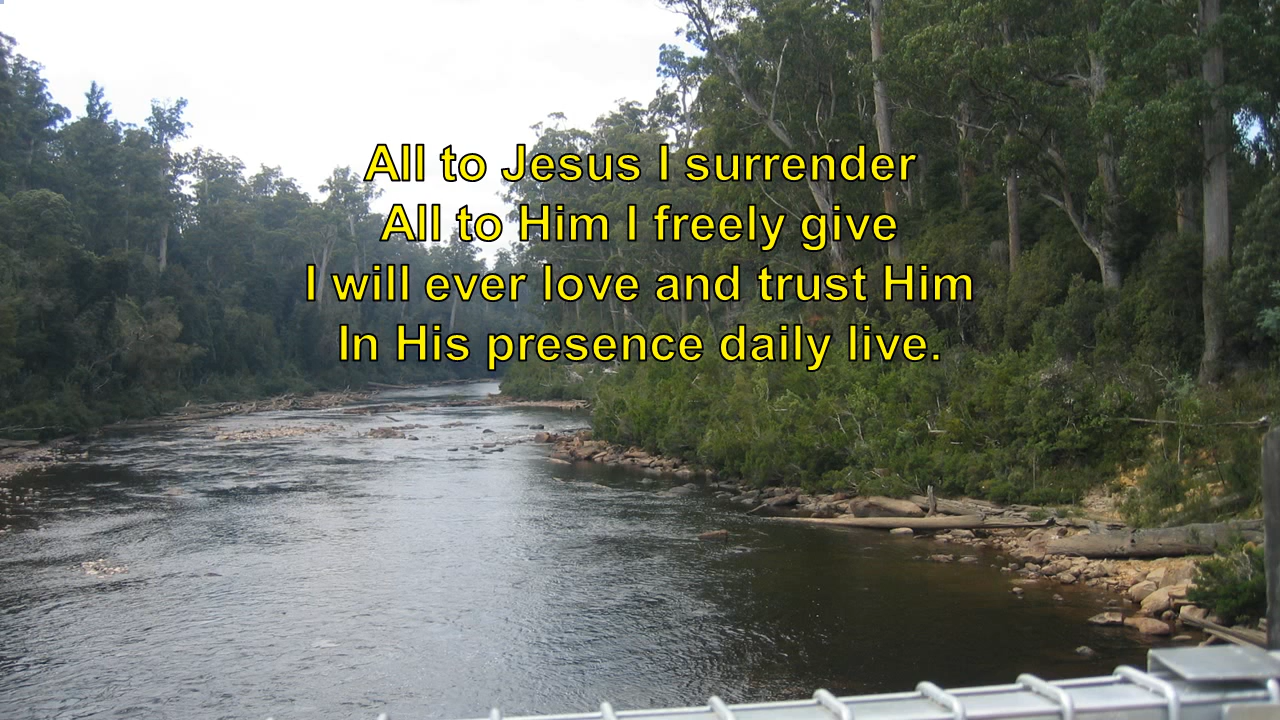 All to Jesus I surrender
All to Him I freely give
I will ever love and trust Him
In His presence daily live.